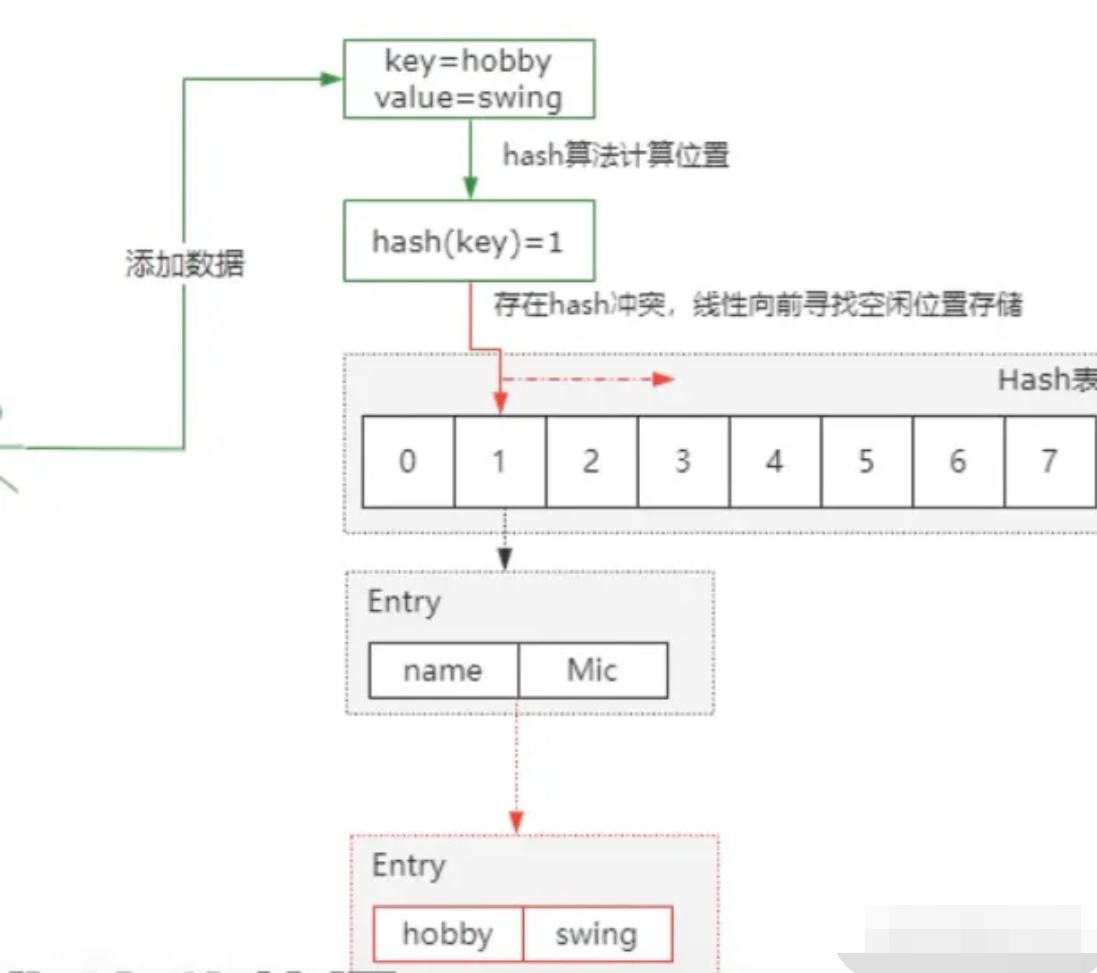 key=hobby
value=swing
hash算法计算位置
hash(key)=1
添加数据
存在hash冲突，线性向前寻找空闲位置存储
Hash表
0 1 2 3 4 5 6 7
Entry
name Mic
Entry
hobby swing